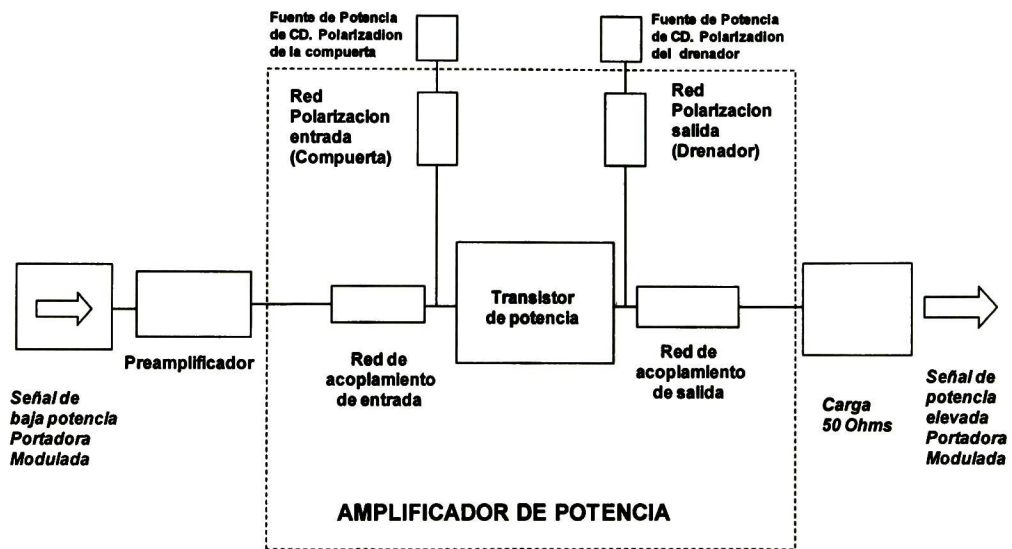 Fuente de Potencia
de CD. Polarizadion
de la compuerta
Fuente de Potencia
de CD. Polarizadion
del drenador
Red
Polarizacion
entrada
(Compuerta)
Red
Polarizacion
salida
(Drenador)
Transistor
de potencia
Preamplificador
Red de
acoplamiento
de entrada
Red de
acoplamiento
de salida
Señal de
baja potencia
Portadora
Modulada
Carga
50 Ohms
Señal de
potencia
elevada
Portadora
Modulada
AMPLIFICADOR DE POTENCIA